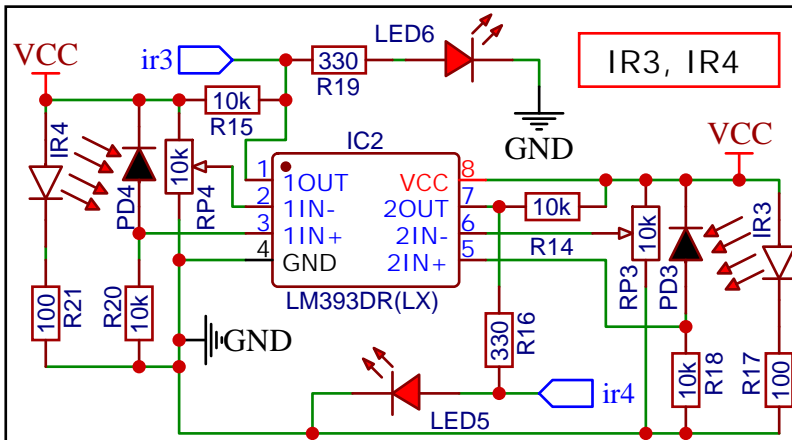 LED6
VCC
ir3
330
R19
IR3, IR4
10k
R15
GND
IR4
PD4
10k
RP4
IC2
VCC
1 1OUT VCC 8
2 1IN- 2OUT 7
3 1IN+ 2IN- 6
4 GND 2IN+ 5
LM393DR(LX)
10k
R14
10k
RP3
PD3
IR3
100
R21
R20
10k
GND
330
R16
10k
R18
R17
100
LED5
ir4